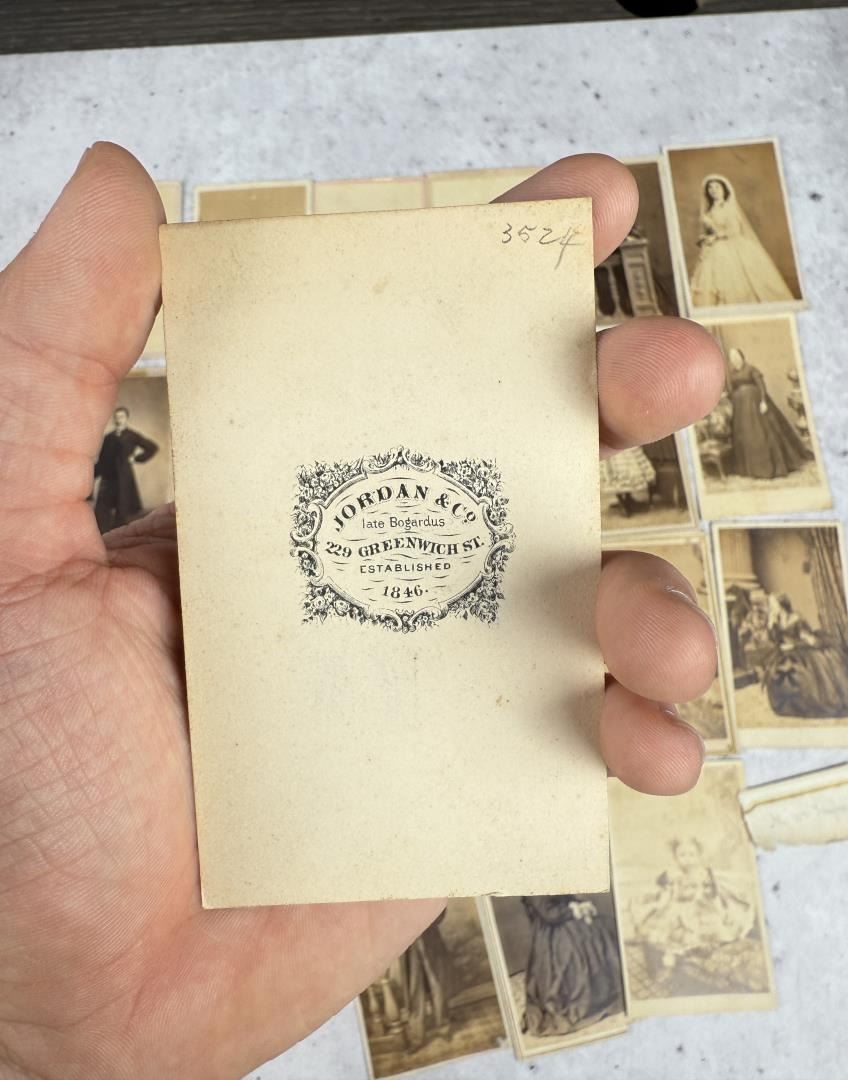 3524
JORDAN & Co.
late Bogardus
229 GREENWICH ST.
ESTABLISHED
1846.